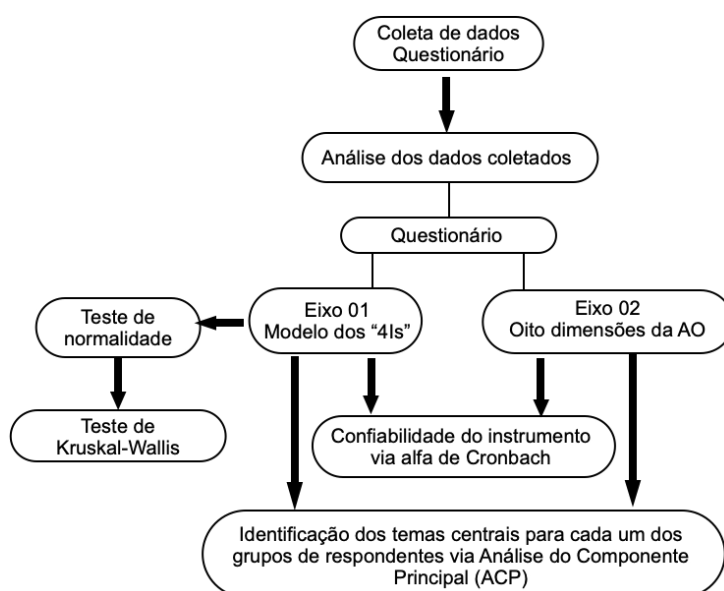 Coleta de dados
Questionário
Análise dos dados coletados
Questionário
Teste de
normalidade
Eixo 01
Modelo dos “4Is”
Eixo 02
Oito dimensões da AO
Teste de
Kruskal-Wallis
Confiabilidade do instrumento
via alfa de Cronbach
Identificação dos temas centrais para cada um dos
grupos de respondentes via Análise do Componente
Principal (ACP)